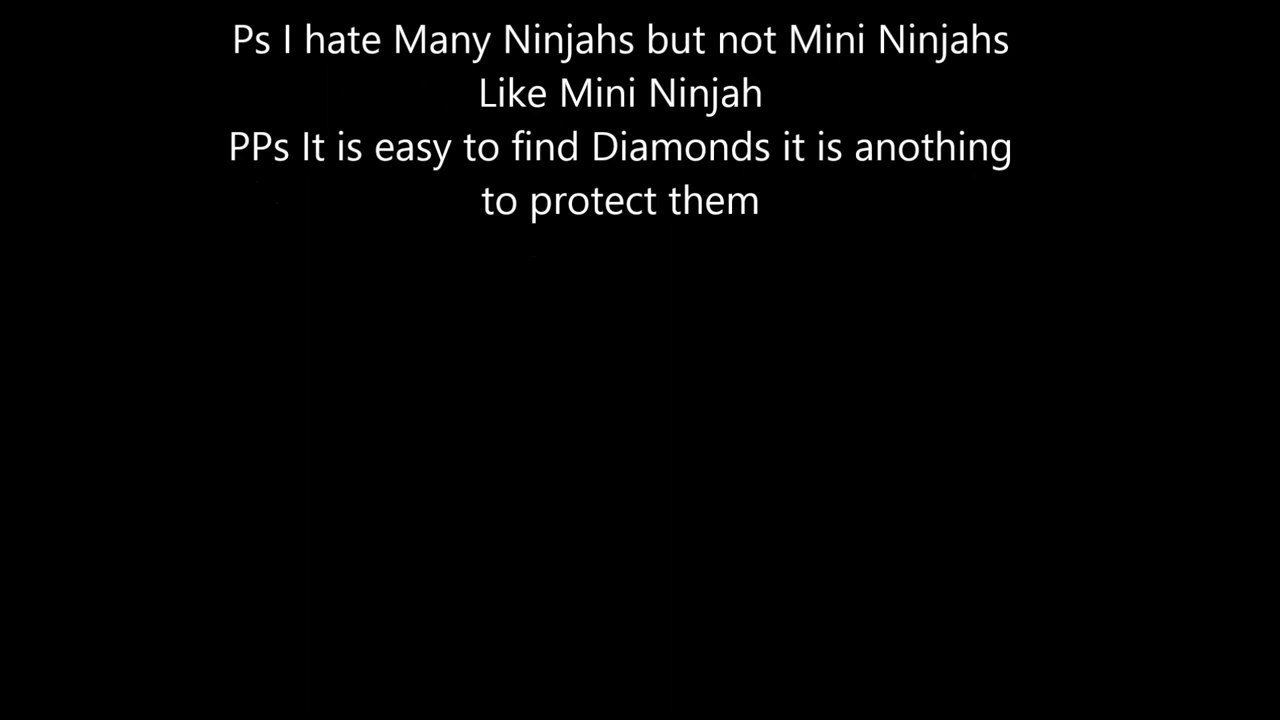 Ps I hate Many Ninjahs but not Mini Ninjahs
Like Mini Ninjah
PPs It is easy to find Diamonds it is anothing
to protect them